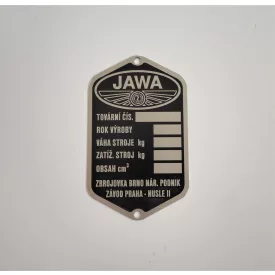 JAWA
TOVÁRNÍ ČÍS.
ROK VÝROBY
VÁHA STROJE kg
ZATÍŽ. STROJ kg
OBSAH cm³
ZBROJOVKA BRNO NÁR. PODNIK
ZÁVOD PRAHA - NUSLE II